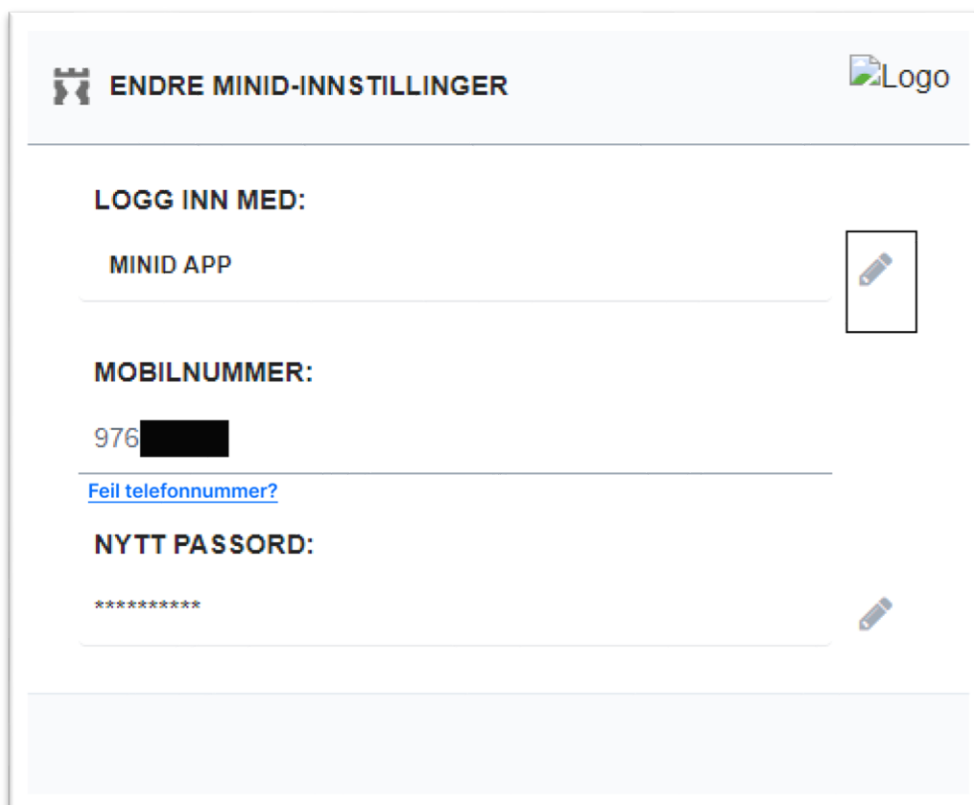 ENDRE MINID-INNSTILLINGER
Logo
LOGG INN MED:
MINID APP
MOBILNUMMER:
976
Feil telefonnummer?
NYTT PASSORD:
**********